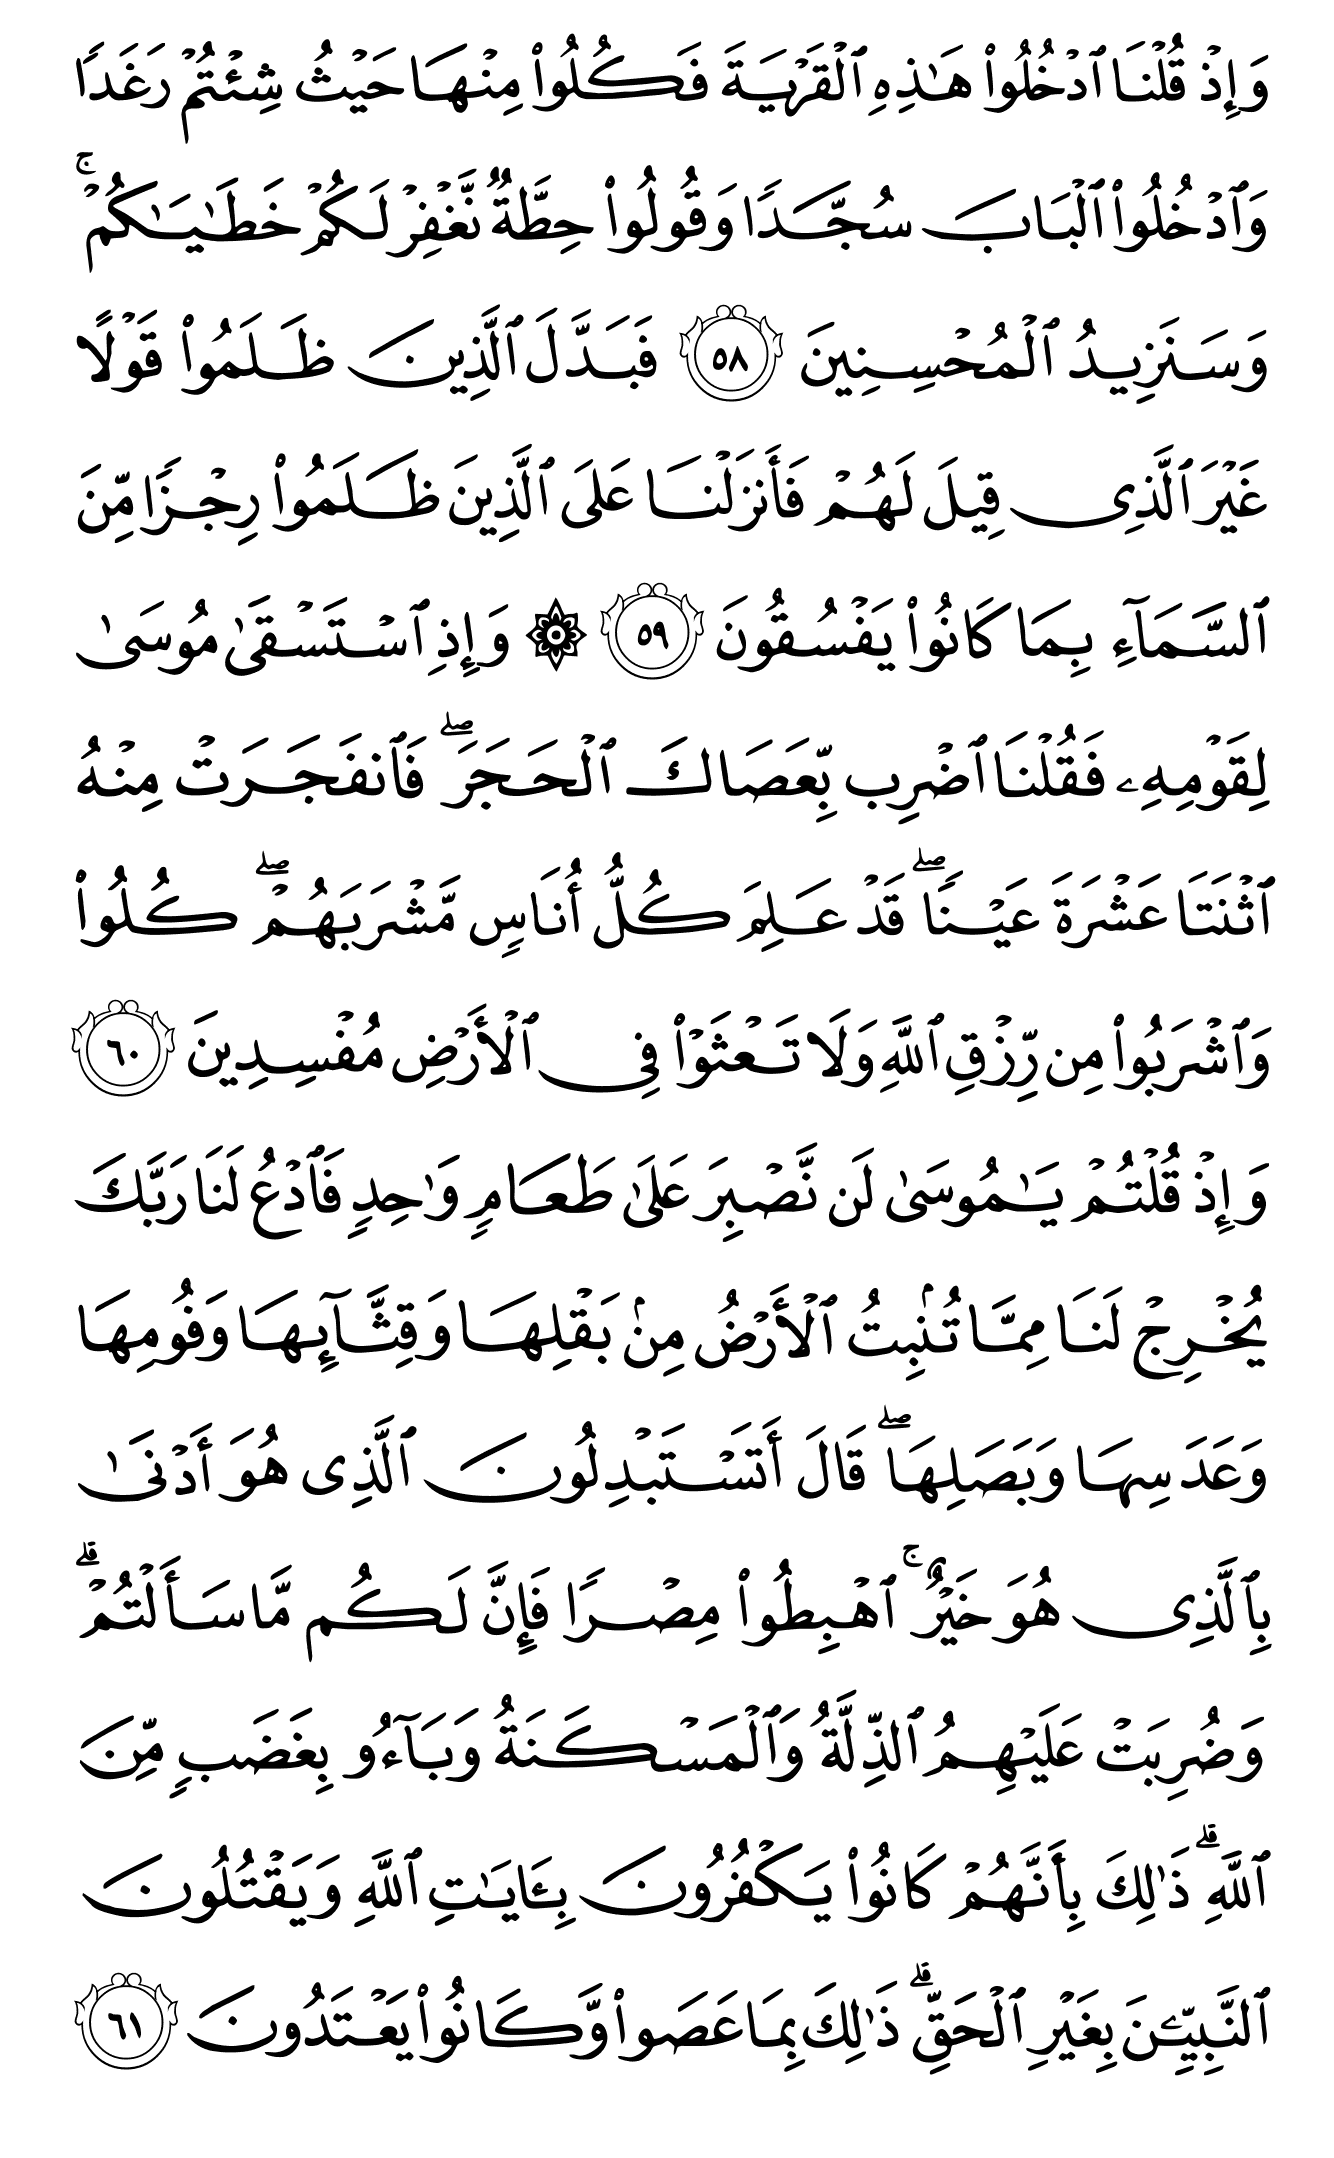 وَإِذۡ قُلۡنَا ٱدۡخُلُواْ هَٰذِهِ ٱلۡقَرۡيَةَ فَكُلُواْ مِنۡهَا حَيۡثُ شِئۡتُمۡ رَغَدٗا
وَٱدۡخُلُواْ ٱلۡبَابَ سُجَّدٗا وَقُولُواْ حِطَّةٞ نَّغۡفِرۡ لَكُمۡ خَطَٰيَٰكُمۡۚ
وَسَنَزِيدُ ٱلۡمُحۡسِنِينَ ٥٨ فَبَدَّلَ ٱلَّذِينَ ظَلَمُواْ قَوۡلًا
غَيۡرَ ٱلَّذِي قِيلَ لَهُمۡ فَأَنزَلۡنَا عَلَى ٱلَّذِينَ ظَلَمُواْ رِجۡزٗا مِّنَ
ٱلسَّمَآءِ بِمَا كَانُواْ يَفۡسُقُونَ ٥٩ ۞ وَإِذِ ٱسۡتَسۡقَىٰ مُوسَىٰ
لِقَوۡمِهِۦ فَقُلۡنَا ٱضۡرِب بِّعَصَاكَ ٱلۡحَجَرَۖ فَٱنفَجَرَتۡ مِنۡهُ
ٱثۡنَتَا عَشۡرَةَ عَيۡنٗاۖ قَدۡ عَلِمَ كُلُّ أُنَاسٖ مَّشۡرَبَهُمۡۖ كُلُواْ
وَٱشۡرَبُواْ مِن رِّزۡقِ ٱللَّهِ وَلَا تَعۡثَوۡاْ فِي ٱلۡأَرۡضِ مُفۡسِدِينَ ٦٠
وَإِذۡ قُلۡتُمۡ يَٰمُوسَىٰ لَن نَّصۡبِرَ عَلَىٰ طَعَامٖ وَٰحِدٖ فَٱدۡعُ لَنَا رَبَّكَ
يُخۡرِجۡ لَنَا مِمَّا تُنۢبِتُ ٱلۡأَرۡضُ مِنۢ بَقۡلِهَا وَقِثَّآئِهَا وَفُومِهَا
وَعَدَسِهَا وَبَصَلِهَاۖ قَالَ أَتَسۡتَبۡدِلُونَ ٱلَّذِي هُوَ أَدۡنَىٰ
بِٱلَّذِي هُوَ خَيۡرٌۚ ٱهۡبِطُواْ مِصۡرٗا فَإِنَّ لَكُم مَّا سَأَلۡتُمۡۗ
وَضُرِبَتۡ عَلَيۡهِمُ ٱلذِّلَّةُ وَٱلۡمَسۡكَنَةُ وَبَآءُو بِغَضَبٖ مِّنَ
ٱللَّهِۗ ذَٰلِكَ بِأَنَّهُمۡ كَانُواْ يَكۡفُرُونَ بِـَٔايَٰتِ ٱللَّهِ وَيَقۡتُلُونَ
ٱلنَّبِيِّـۧنَ بِغَيۡرِ ٱلۡحَقِّۗ ذَٰلِكَ بِمَا عَصَواْ وَّكَانُواْ يَعۡتَدُونَ ٦١